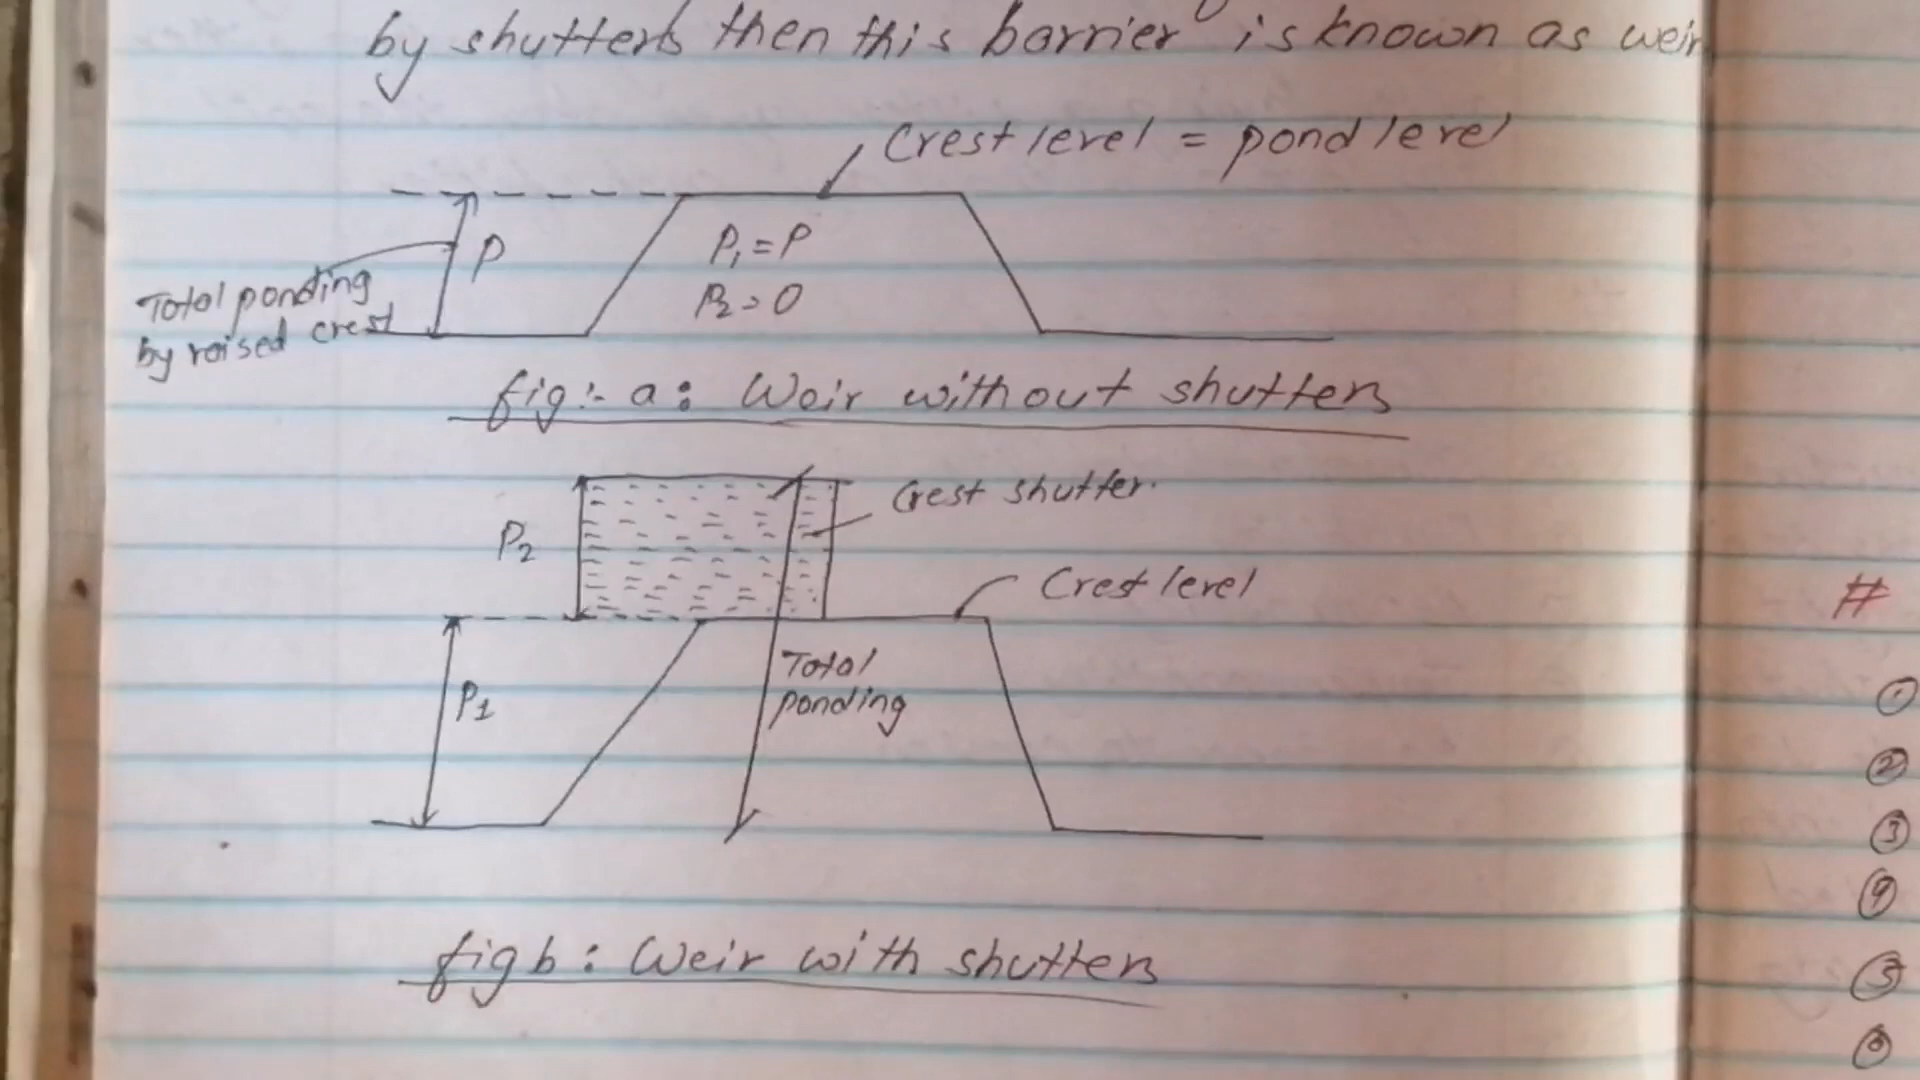 by shutters then this barrier is known as weir
Crest level = pond level
P
P1 = P
P2 = 0
Total ponding
by raised crest
fig:- a: Weir without shutters
Crest shutter.
P2
Crest level
Total
ponding
P1
fig b: Weir with shutters
#
1
2
3
4
5
6